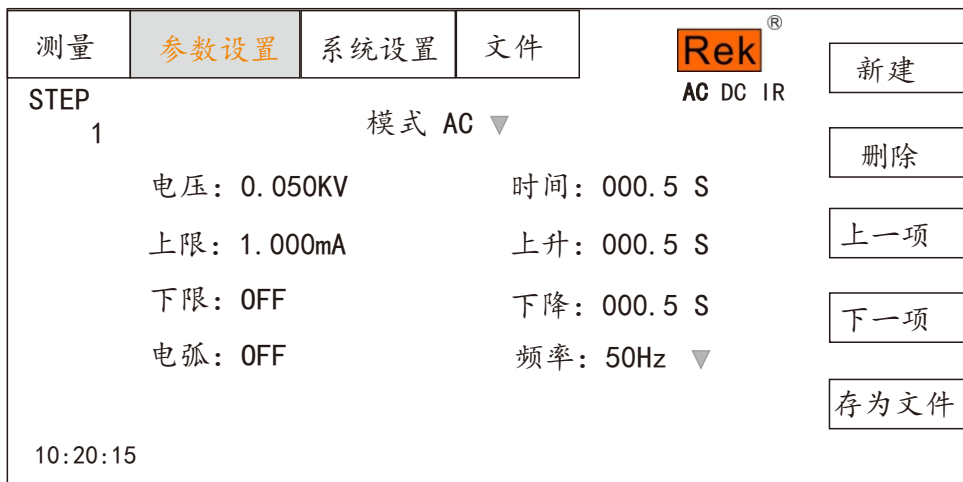 测量 参数设置 系统设置 文件 Rek® 新建
STEP 模式 AC ▼ AC DC IR
1
删除
电压: 0.050KV 时间: 000.5 S
上限: 1.000mA 上升: 000.5 S 上一项
下限: OFF 下降: 000.5 S 下一项
电弧: OFF 频率: 50Hz ▼
存为文件
10:20:15